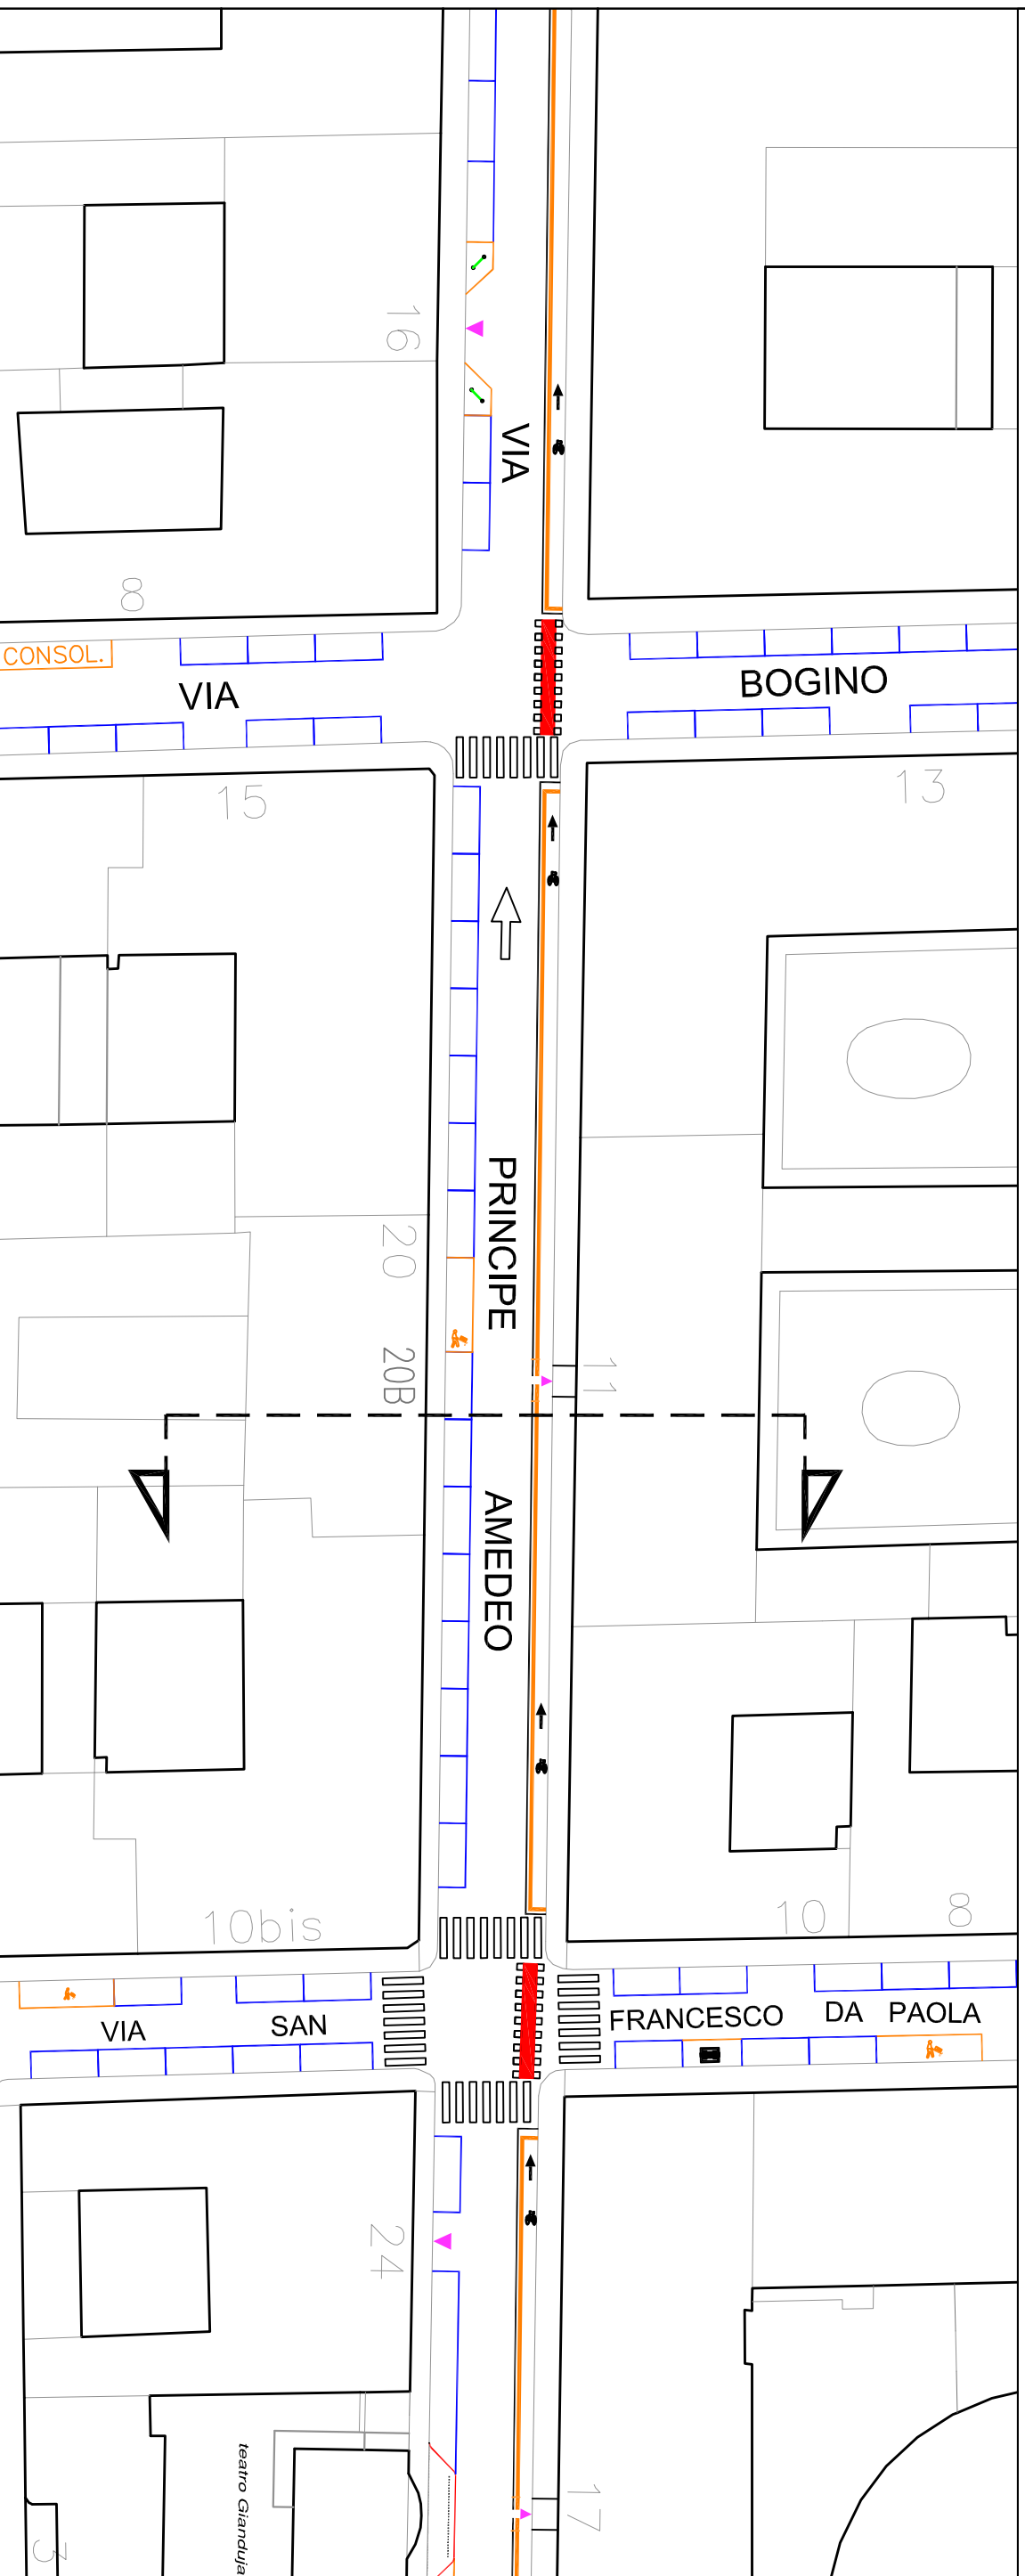 16
VIA
8
CONSOL.
VIA
BOGINO
15
13
PRINCIPE
20
20B
11
AMEDEO
10bis
10
8
VIA
SAN
FRANCESCO
DA
PAOLA
24
17
teatro Gianduja
3